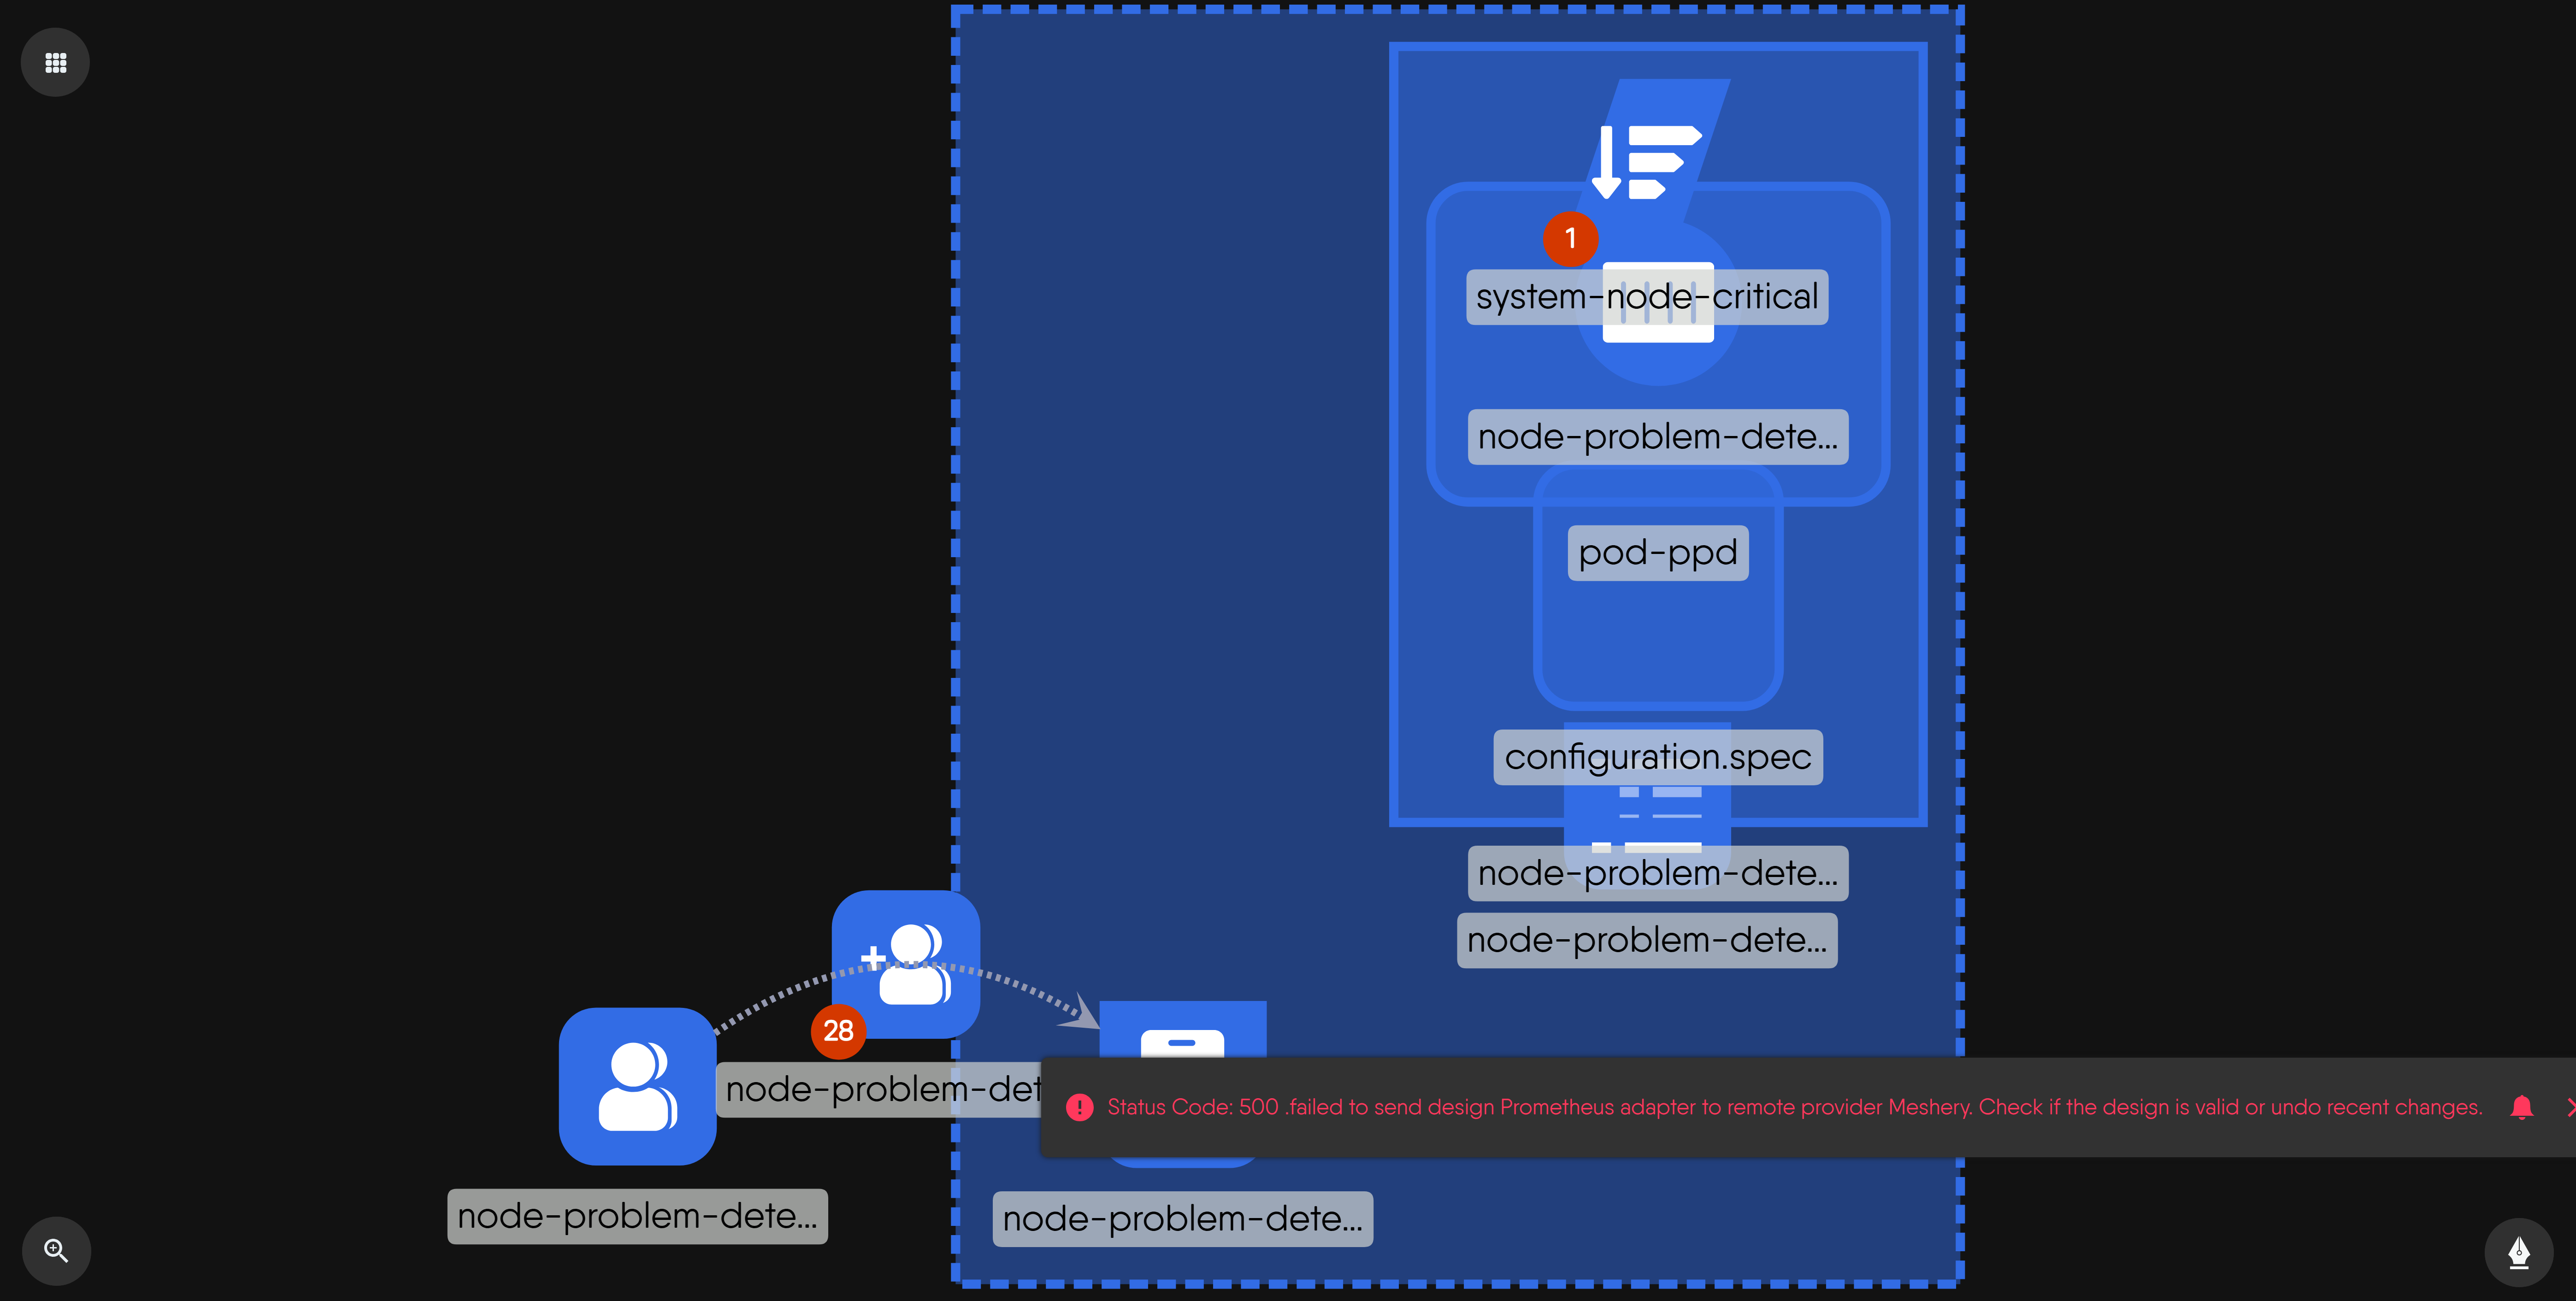 1
system-node-critical
node-problem-dete...
pod-ppd
configuration.spec
node-problem-dete...
node-problem-dete...
28
node-problem-det
Status Code: 500 .failed to send design Prometheus adapter to remote provider Meshery. Check if the design is valid or undo recent changes.
node-problem-dete...
node-problem-dete...